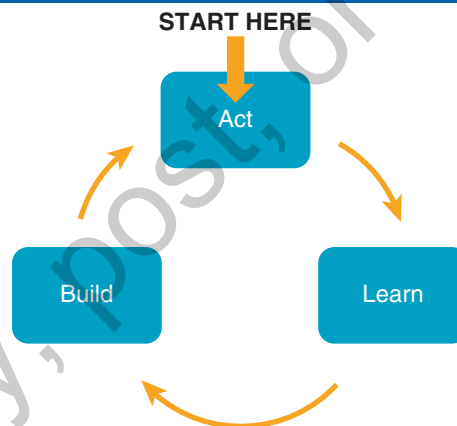 START HERE
Act
Build
Learn
y, post, or